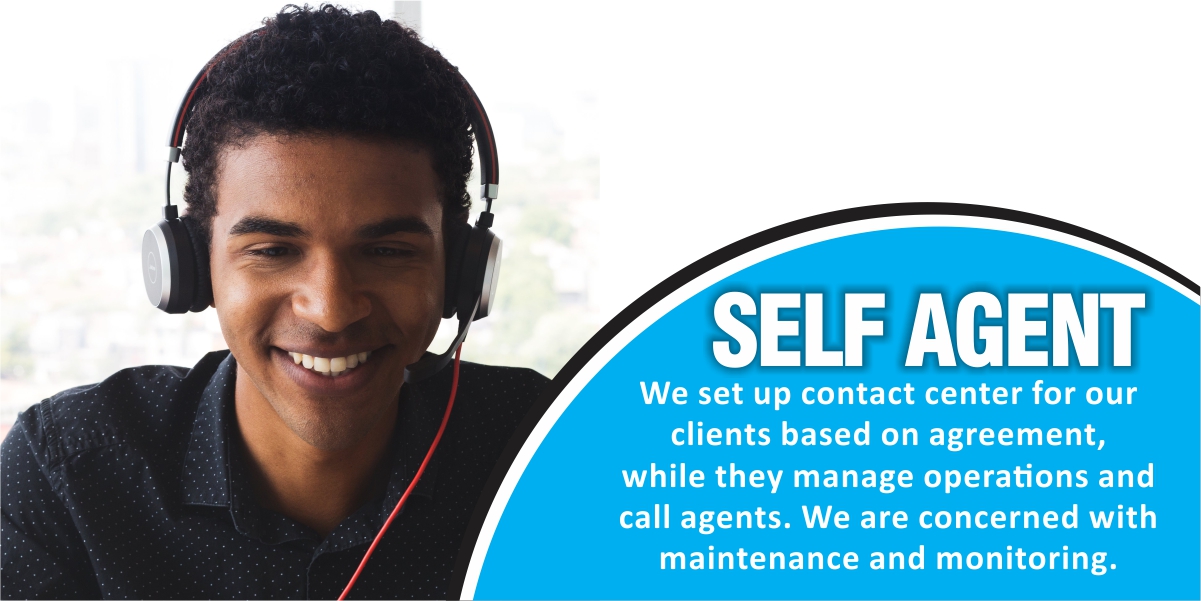 SELF AGENT
We set up contact center for our
clients based on agreement,
while they manage operations and
call agents. We are concerned with
maintenance and monitoring.